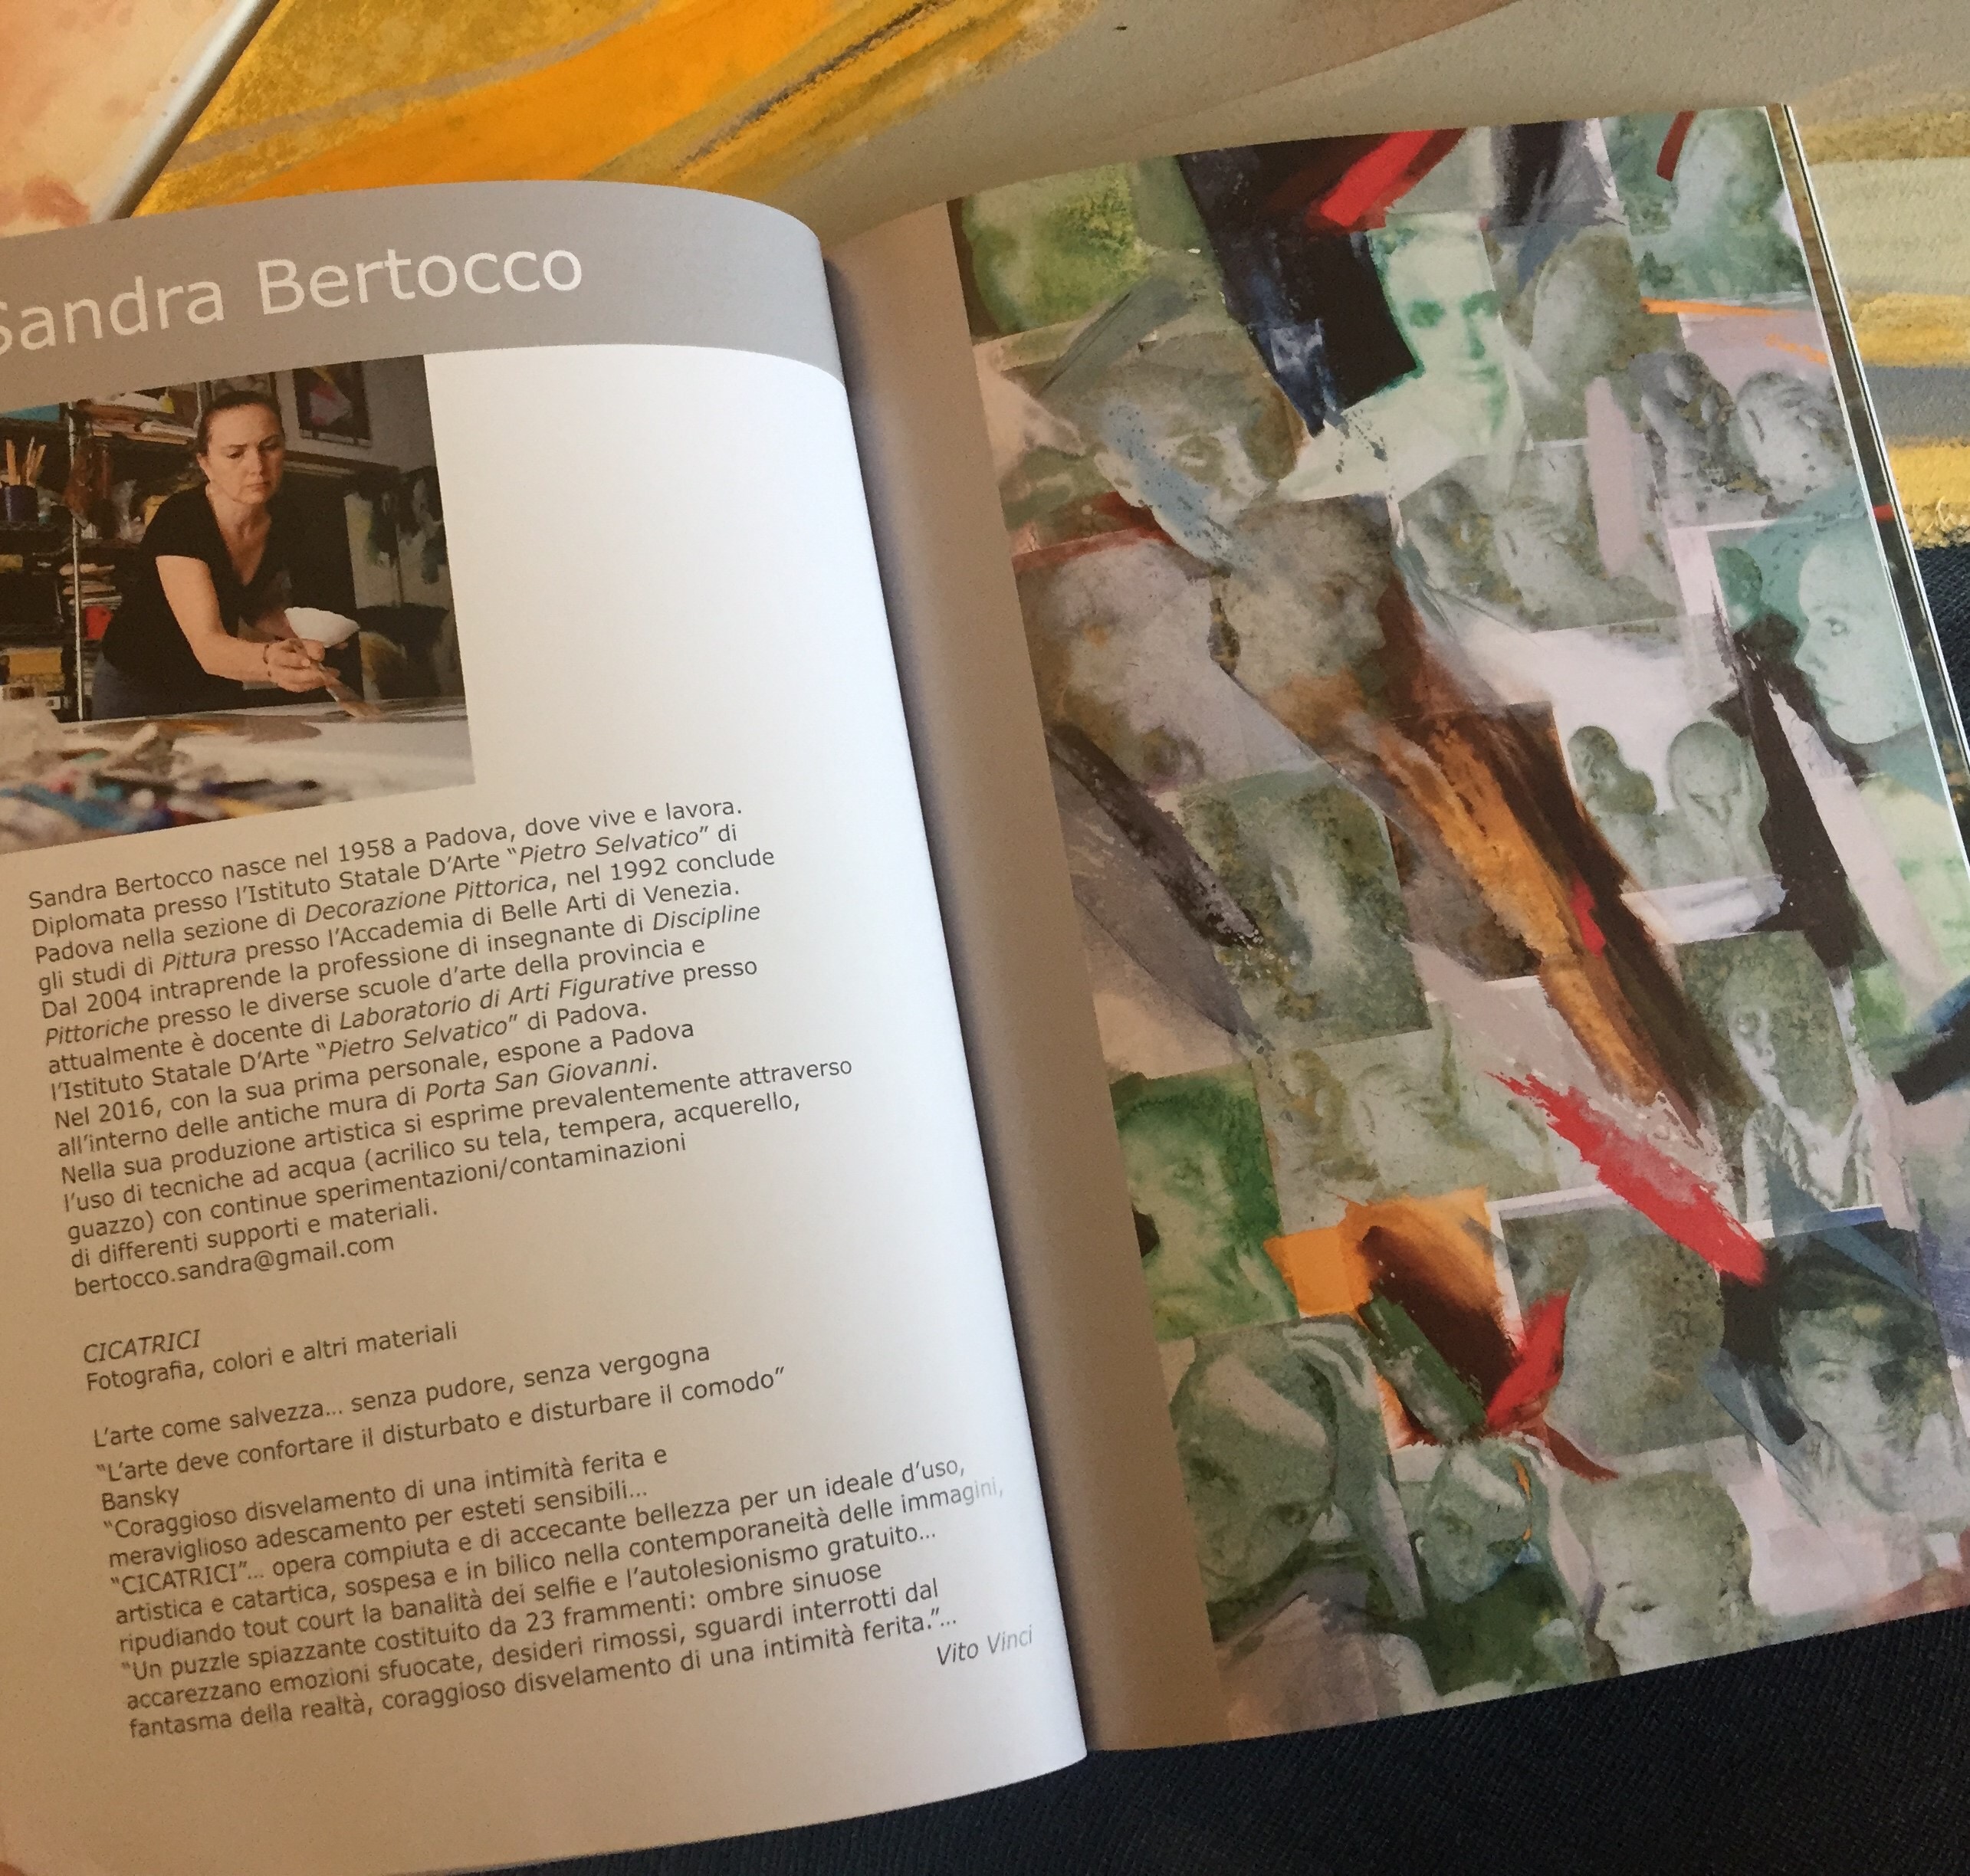 Sandra Bertocco
Sandra Bertocco nasce nel 1958 a Padova, dove vive e lavora.
Diplomata presso l'Istituto Statale D'Arte “Pietro Selvatico” di
Padova nella sezione di Decorazione Pittorica, nel 1992 conclude
gli studi di Pittura presso l'Accademia di Belle Arti di Venezia.
Dal 2004 intraprende la professione di insegnante di Discipline
Pittoriche presso le diverse scuole d'arte della provincia e
attualmente è docente di Laboratorio di Arti Figurative presso
l'Istituto Statale D'Arte “Pietro Selvatico” di Padova.
Nel 2016, con la sua prima personale, espone a Padova
all'interno delle antiche mura di Porta San Giovanni.
Nella sua produzione artistica si esprime prevalentemente attraverso
l'uso di tecniche ad acqua (acrilico su tela, tempera, acquerello,
guazzo) con continue sperimentazioni/contaminazioni
di differenti supporti e materiali.
bertocco.sandra@gmail.com
CICATRICI
Fotografia, colori e altri materiali
L'arte come salvezza... senza pudore, senza vergogna
“L'arte deve confortare il disturbato e disturbare il comodo”
Bansky
“Coraggioso disvelamento di una intimità ferita e
meraviglioso adescamento per esteti sensibili...
“CICATRICI”... opera compiuta e di accecante bellezza per un ideale d'uso,
artistica e catartica, sospesa e in bilico nella contemporaneità delle immagini,
ripudiando tout court la banalità dei selfie e l'autolesionismo gratuito...
“Un puzzle spiazzante costituito da 23 frammenti: ombre sinuose
accarezzano emozioni sfuocate, desideri rimossi, sguardi interrotti dal
fantasma della realtà, coraggioso disvelamento di una intimità ferita.”...
Vito Vinci